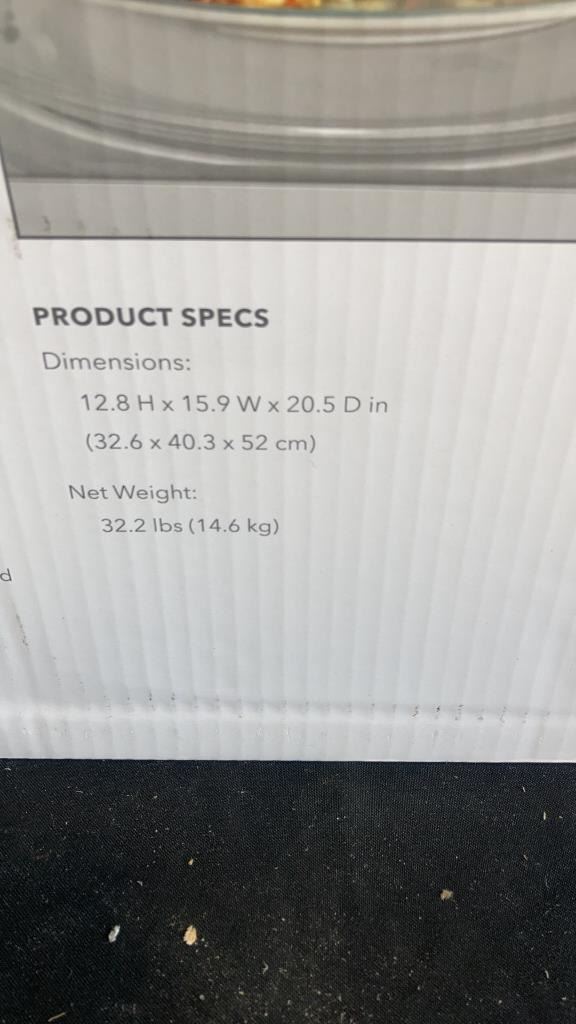 PRODUCT SPECS
Dimensions:
12.8 H x 15.9 W x 20.5 D in
(32.6 x 40.3 x 52 cm)
Net Weight:
32.2 lbs (14.6 kg)
d